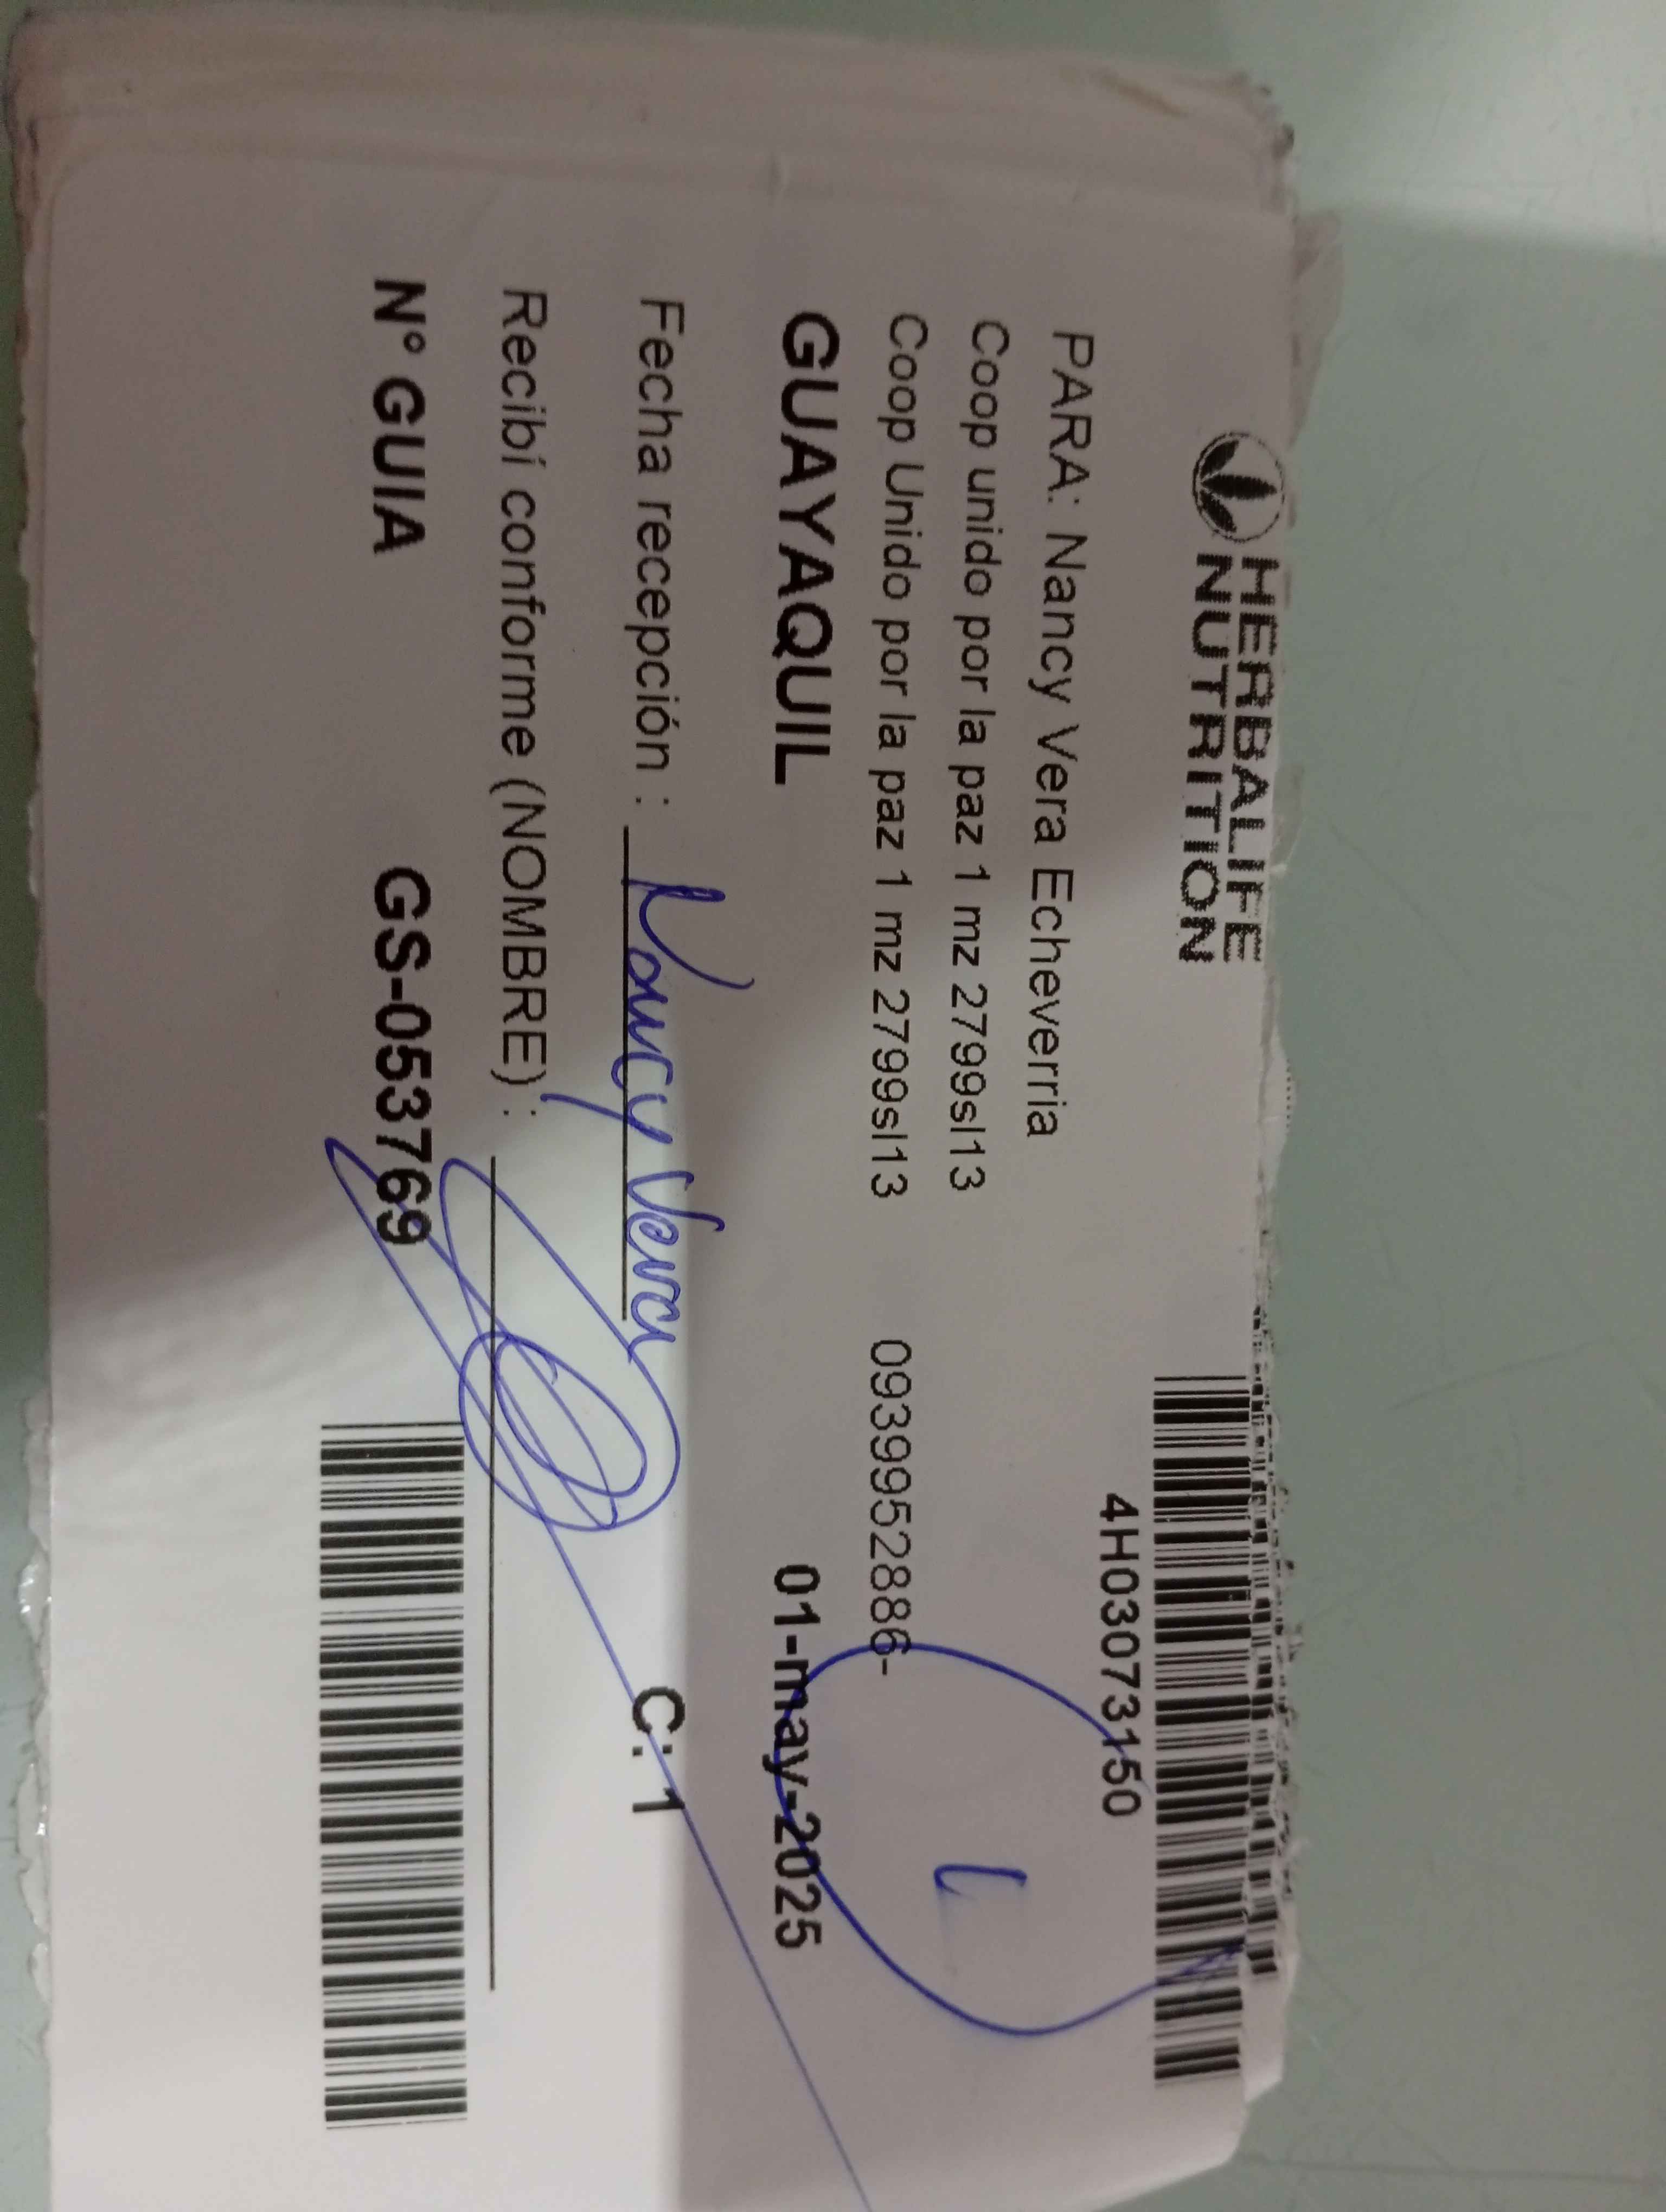 HERBALIFE
NUTRITION
4H03073150
PARA: Nancy Vera Echeverria
Coop unido por la paz 1 mz 2799sl13
Coop Unido por la paz 1 mz 2799sl13 0939952886-
GUAYAQUIL 01-may-2025
Fecha recepción : Nancy Vera C: 1
Recibí conforme (NOMBRE) :
N° GUIA GS-053769